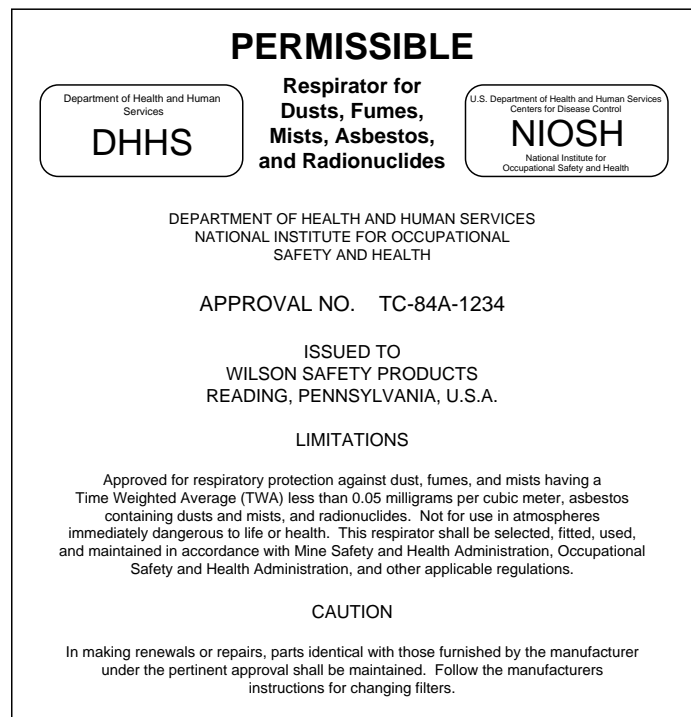 PERMISSIBLE
Respirator for
Dusts, Fumes,
Mists, Asbestos,
and Radionuclides
Department of Health and Human
Services
DHHS
U.S. Department of Health and Human Services
Centers for Disease Control
NIOSH
National Institute for
Occupational Safety and Health
DEPARTMENT OF HEALTH AND HUMAN SERVICES
NATIONAL INSTITUTE FOR OCCUPATIONAL
SAFETY AND HEALTH
APPROVAL NO. TC-84A-1234
ISSUED TO
WILSON SAFETY PRODUCTS
READING, PENNSYLVANIA, U.S.A.
LIMITATIONS
Approved for respiratory protection against dust, fumes, and mists having a
Time Weighted Average (TWA) less than 0.05 milligrams per cubic meter, asbestos
containing dusts and mists, and radionuclides. Not for use in atmospheres
immediately dangerous to life or health. This respirator shall be selected, fitted, used,
and maintained in accordance with Mine Safety and Health Administration, Occupational
Safety and Health Administration, and other applicable regulations.
CAUTION
In making renewals or repairs, parts identical with those furnished by the manufacturer
under the pertinent approval shall be maintained. Follow the manufacturers
instructions for changing filters.